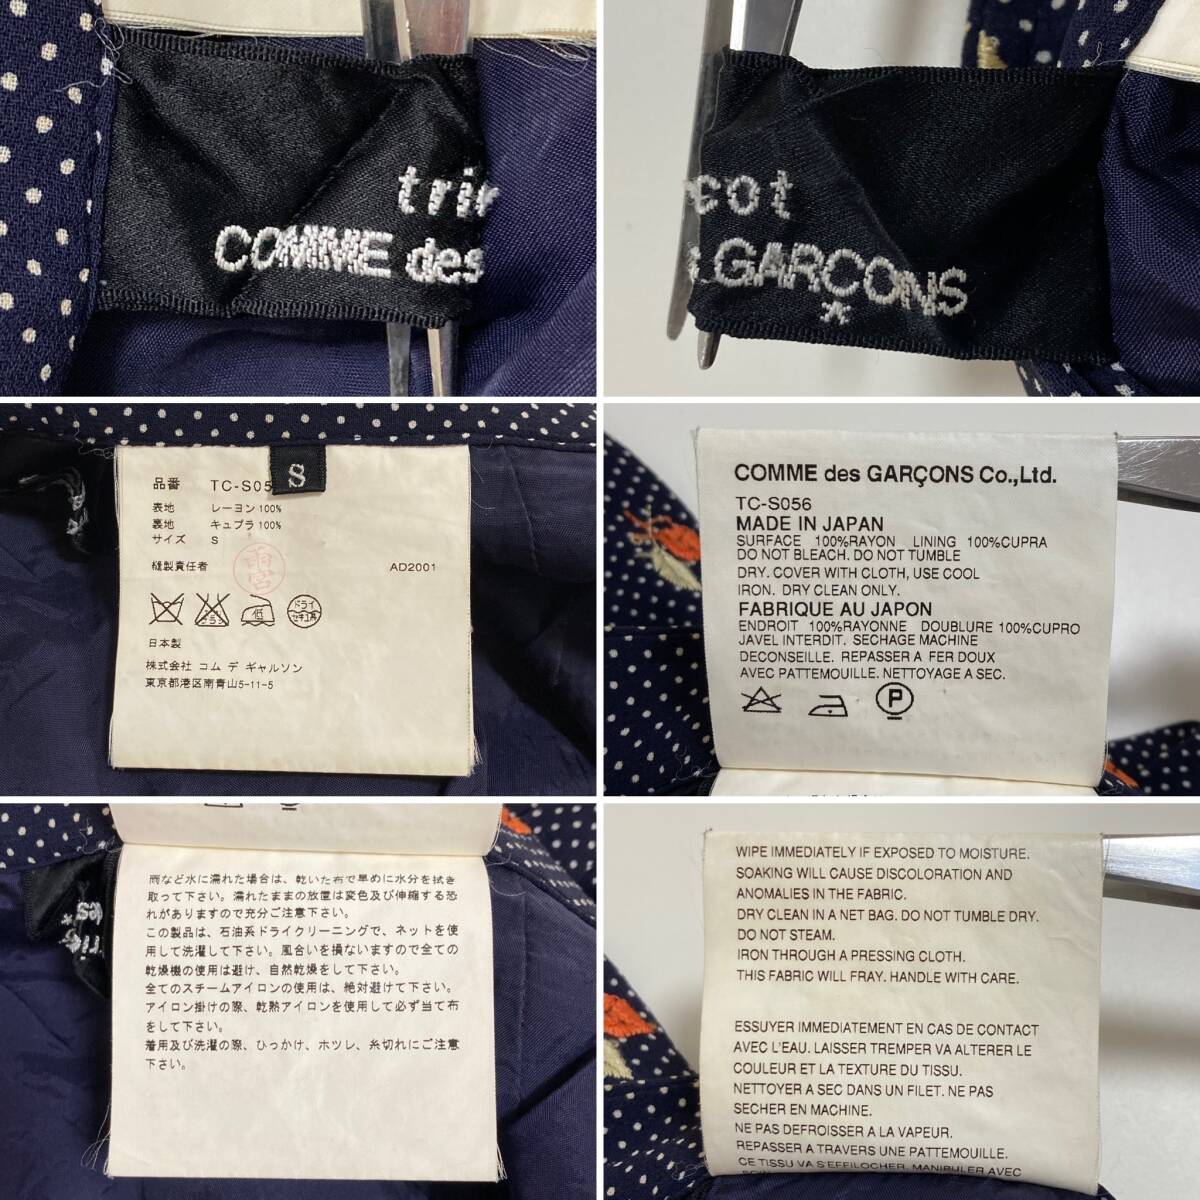 tri
COMME des
cot
GARÇONS
*
品番 TC-S05
S
表地 レーヨン100%
裏地 キュプラ100%
サイズ S
縫製責任者 雨宮 AD2001
低 ドライ セキユ系
日本製
株式会社 コム デ ギャルソン
東京都港区南青山5-11-5
COMME des GARÇONS Co.,Ltd.
TC-S056
MADE IN JAPAN
SURFACE 100%RAYON LINING 100%CUPRA
DO NOT BLEACH. DO NOT TUMBLE
DRY. COVER WITH CLOTH, USE COOL
IRON. DRY CLEAN ONLY.
FABRIQUE AU JAPON
ENDROIT 100%RAYONNE DOUBLURE 100%CUPRO
JAVEL INTERDIT. SECHAGE MACHINE
DECONSEILLE. REPASSER A FER DOUX
AVEC PATTEMOUILLE. NETTOYAGE A SEC.
P
雨など水に濡れた場合は、乾いた布で早めに水分を拭き
取って下さい。濡れたままの放置は変色及び伸縮する恐
れがありますので充分ご注意下さい。
この製品は、石油系ドライクリーニングで、ネットを使
用して洗濯して下さい。風合いを損ないますので全ての
乾燥機の使用は避け、自然乾燥をして下さい。
全てのスチームアイロンの使用は、絶対避けて下さい。
アイロン掛けの際、乾熱アイロンを使用して必ず当て布
をして下さい。
着用及び洗濯の際、ひっかけ、ホツレ、糸切れにご注意
下さい。
WIPE IMMEDIATELY IF EXPOSED TO MOISTURE.
SOAKING WILL CAUSE DISCOLORATION AND
ANOMALIES IN THE FABRIC.
DRY CLEAN IN A NET BAG. DO NOT TUMBLE DRY.
DO NOT STEAM.
IRON THROUGH A PRESSING CLOTH.
THIS FABRIC WILL FRAY. HANDLE WITH CARE.
ESSUYER IMMEDIATEMENT EN CAS DE CONTACT
AVEC L'EAU. LAISSER TREMPER VA ALTERER LE
COULEUR ET LA TEXTURE DU TISSU.
NETTOYER A SEC DANS UN FILET. NE PAS
SECHER EN MACHINE.
NE PAS DEFROISSER A LA VAPEUR.
REPASSER A TRAVERS UNE PATTEMOUILLE.
CE TISSU VA S'EFFILOCHER. MANIPULER AVEC